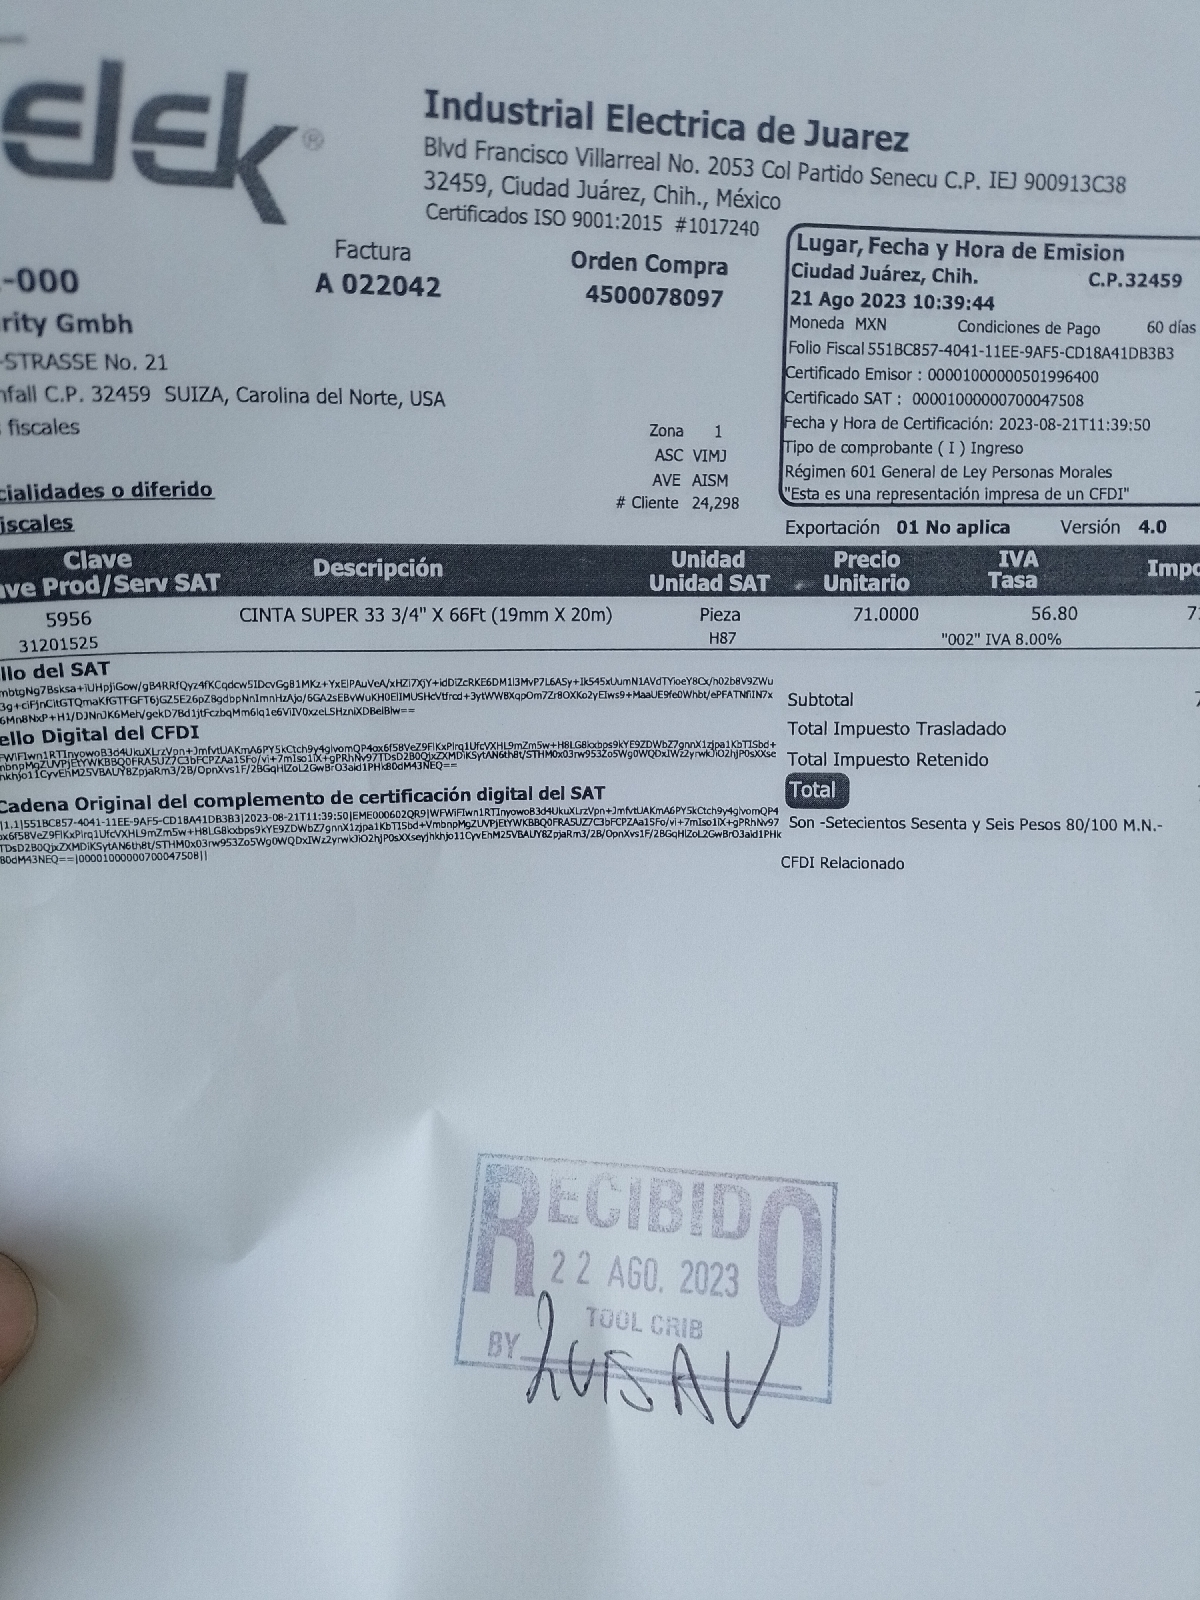 elek®
Industrial Electrica de Juarez
Blvd Francisco Villarreal No. 2053 Col Partido Senecu C.P. IEJ 900913C38
32459, Ciudad Juárez, Chih., México
Certificados ISO 9001:2015 #1017240
Factura
A 022042
Orden Compra
4500078097
-000
rity Gmbh
-STRASSE No. 21
nfall C.P. 32459 SUIZA, Carolina del Norte, USA
fiscales
Lugar, Fecha y Hora de Emision
Ciudad Juárez, Chih. C.P.32459
21 Ago 2023 10:39:44
Moneda MXN Condiciones de Pago 60 días
Folio Fiscal 551BC857-4041-11EE-9AF5-CD18A41DB3B3
Certificado Emisor : 00001000000501996400
Certificado SAT : 00001000000700047508
Fecha y Hora de Certificación: 2023-08-21T11:39:50
Tipo de comprobante ( I ) Ingreso
Régimen 601 General de Ley Personas Morales
"Esta es una representación impresa de un CFDI"
Zona 1
ASC VIMJ
AVE AISM
# Cliente 24,298
cialidades o diferido
iscales
Exportación 01 No aplica Versión 4.0
Clave Descripción Unidad Precio IVA Impo
ave Prod/Serv SAT Unidad SAT Unitario Tasa
5956 CINTA SUPER 33 3/4" X 66Ft (19mm X 20m) Pieza 71.0000 56.80 71
31201525 H87 "002" IVA 8.00%
llo del SAT
ello Digital del CFDI
Cadena Original del complemento de certificación digital del SAT
Subtotal 7
Total Impuesto Trasladado
Total Impuesto Retenido
Total
Son -Setecientos Sesenta y Seis Pesos 80/100 M.N.-
CFDI Relacionado
RECIBIDO
22 AGO. 2023
TOOL CRIB
BY Luis AV